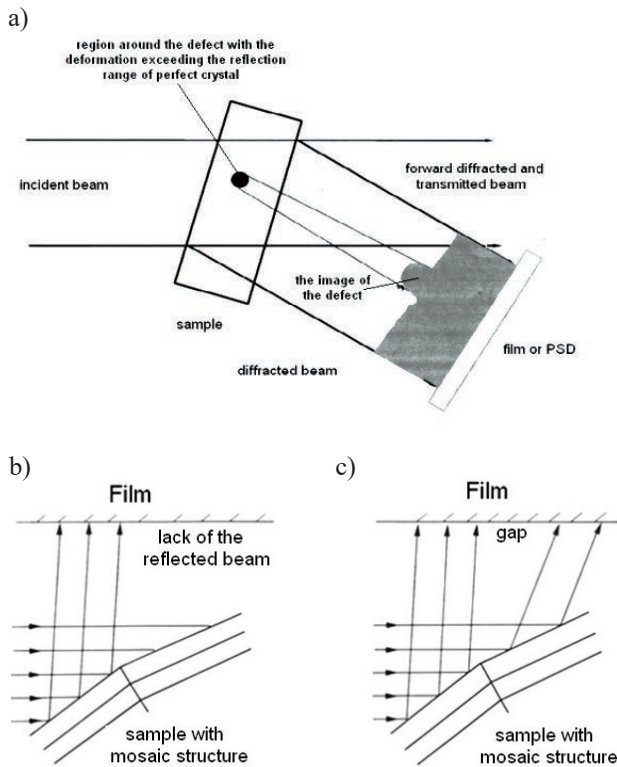 a)
region around the defect with the
deformation exceeding the reflection
range of perfect crystal
incident beam
forward diffracted and
transmitted beam
the image of
the defect
sample
film or PSD
diffracted beam
b)
c)
Film
lack of the
reflected beam
sample with
mosaic structure
Film
gap
sample with
mosaic structure